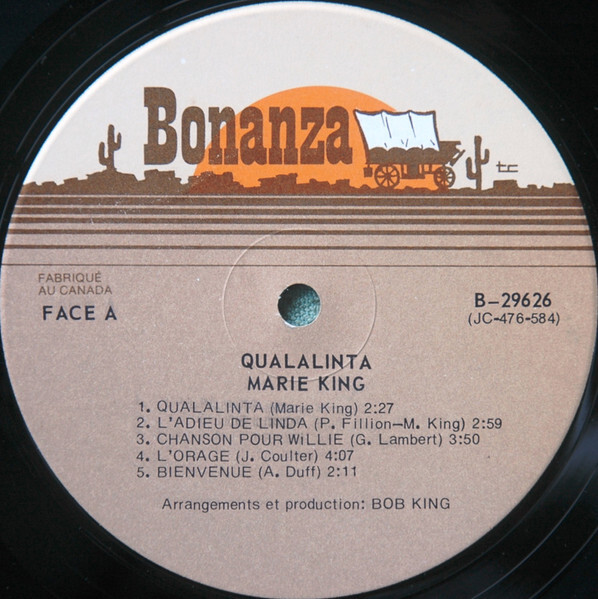 Bonanza
tc
FABRIQUÉ
AU CANADA
FACE A
B–29626
(JC-476-584)
QUALALINTA
MARIE KING
1. QUALALINTA (Marie King) 2:27
2. L'ADIEU DE LINDA (P. Fillion–M. King) 2:59
3. CHANSON POUR WiLLIE (G. Lambert) 3:50
4. L'ORAGE (J. Coulter) 4:07
5. BIENVENUE (A. Duff) 2:11
Arrangements et production: BOB KING